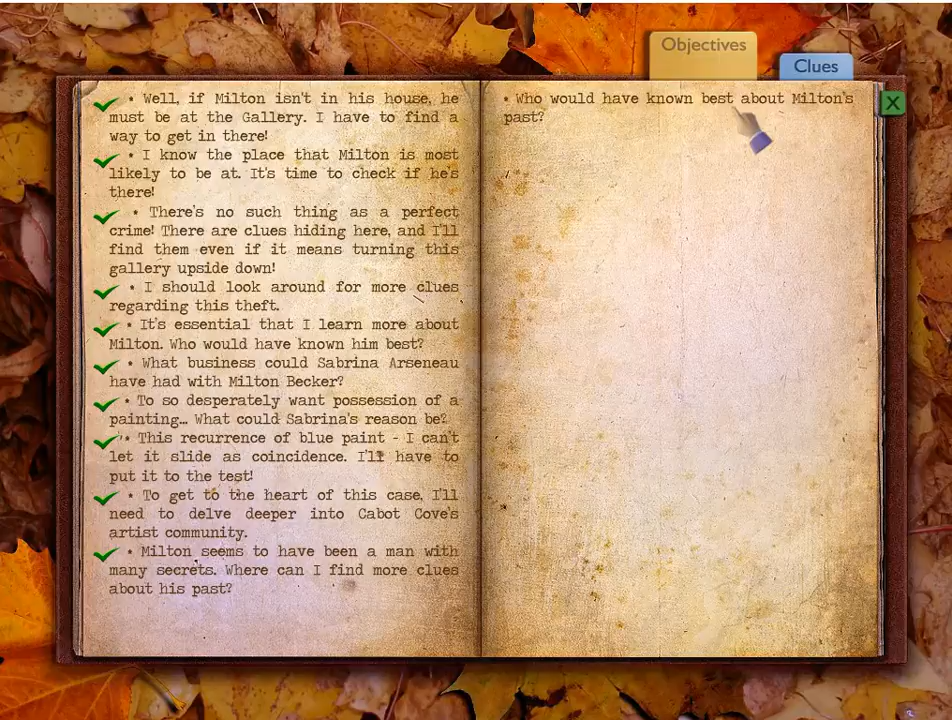 Objectives
Clues
X
• Well, if Milton isn't in his house, he
must be at the Gallery. I have to find a
way to get in there!
• I know the place that Milton is most
likely to be at. It's time to check if he's
there!
• There's no such thing as a perfect
crime! There are clues hiding here, and I'll
find them even if it means turning this
gallery upside down!
• I should look around for more clues
regarding this theft.
• It's essential that I learn more about
Milton. Who would have known him best?
• What business could Sabrina Arseneau
have had with Milton Becker?
• To so desperately want possession of a
painting... What could Sabrina's reason be?
• This recurrence of blue paint - I can't
let it slide as coincidence. I'll have to
put it to the test!
• To get to the heart of this case, I'll
need to delve deeper into Cabot Cove's
artist community.
• Milton seems to have been a man with
many secrets. Where can I find more clues
about his past?
• Who would have known best about Milton's
past?